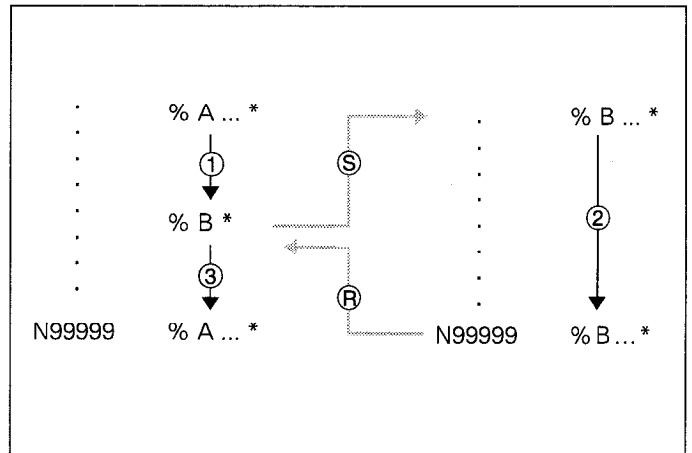 % A ... * % B ... *
① Ⓢ
% B * ②
③
Ⓡ
N99999 % A ... * N99999 % B ... *